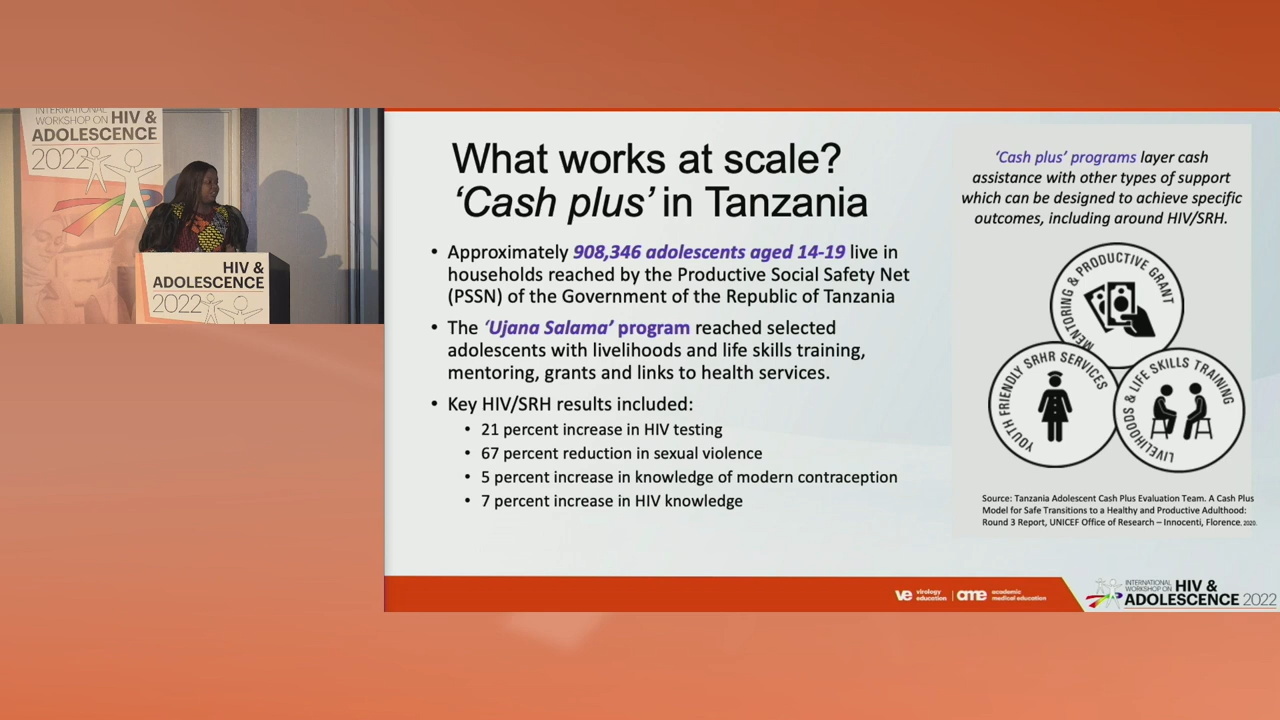 INTERNATIONAL
WORKSHOP ON HIV &
ADOLESCENCE
2022
HIV &
ADOLESCENCE
2022
What works at scale?
‘Cash plus’ in Tanzania
• Approximately 908,346 adolescents aged 14-19 live in
households reached by the Productive Social Safety Net
(PSSN) of the Government of the Republic of Tanzania
• The ‘Ujana Salama’ program reached selected
adolescents with livelihoods and life skills training,
mentoring, grants and links to health services.
• Key HIV/SRH results included:
• 21 percent increase in HIV testing
• 67 percent reduction in sexual violence
• 5 percent increase in knowledge of modern contraception
• 7 percent increase in HIV knowledge
‘Cash plus’ programs layer cash
assistance with other types of support
which can be designed to achieve specific
outcomes, including around HIV/SRH.
MENTORING & PRODUCTIVE GRANT
YOUTH FRIENDLY SRHR SERVICES
LIVELIHOODS & LIFE SKILLS TRAINING
Source: Tanzania Adolescent Cash Plus Evaluation Team. A Cash Plus
Model for Safe Transitions to a Healthy and Productive Adulthood:
Round 3 Report, UNICEF Office of Research – Innocenti, Florence. 2020.
ve virology education | ame academic medical education
INTERNATIONAL
WORKSHOP ON HIV &
ADOLESCENCE 2022